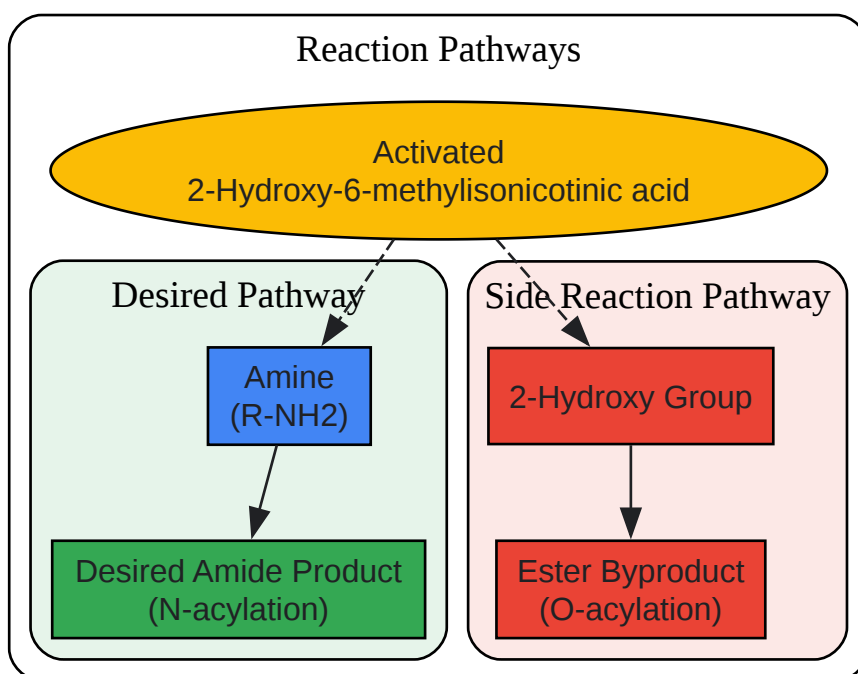 Reaction Pathways
Activated
2-Hydroxy-6-methylisonicotinic acid
Desired Pathway
Side Reaction Pathway
Amine
(R-NH2)
2-Hydroxy Group
Desired Amide Product
(N-acylation)
Ester Byproduct
(O-acylation)